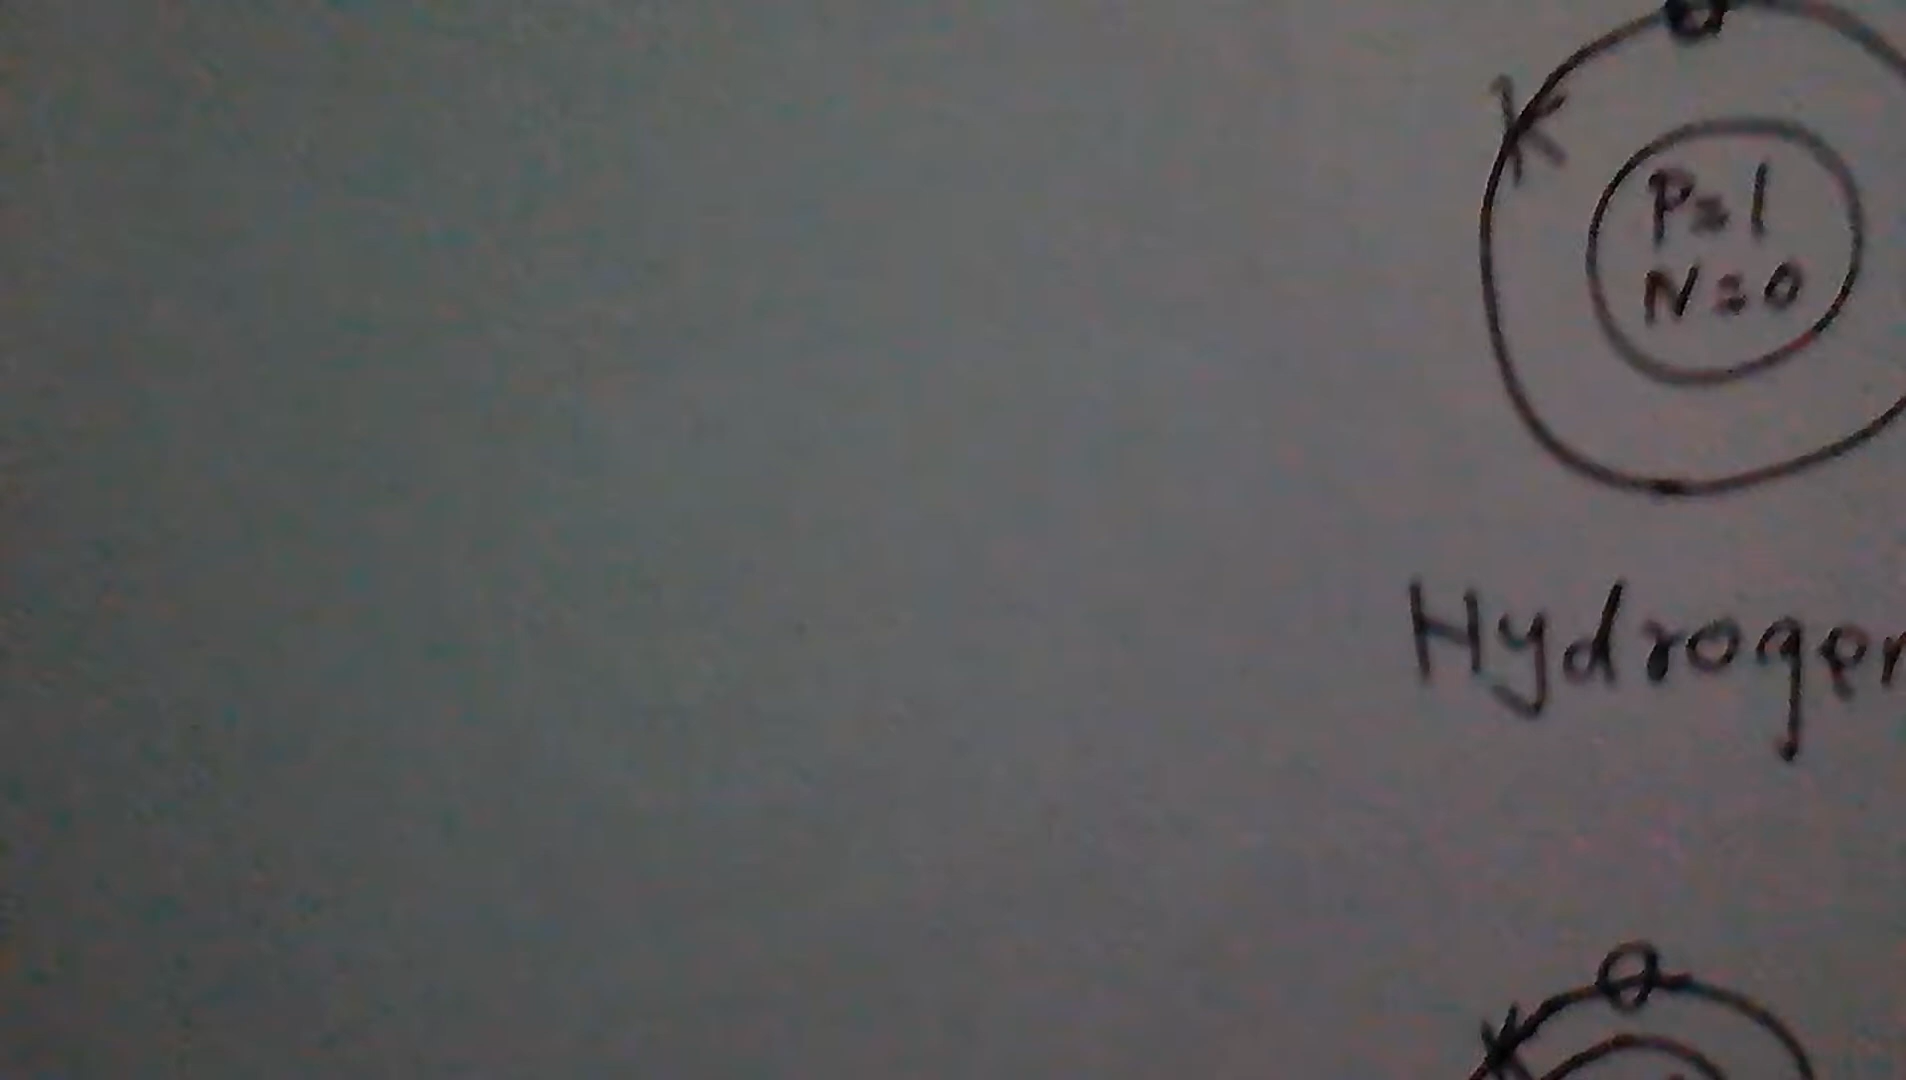 K
P=1
N=0
Hydrogen
K